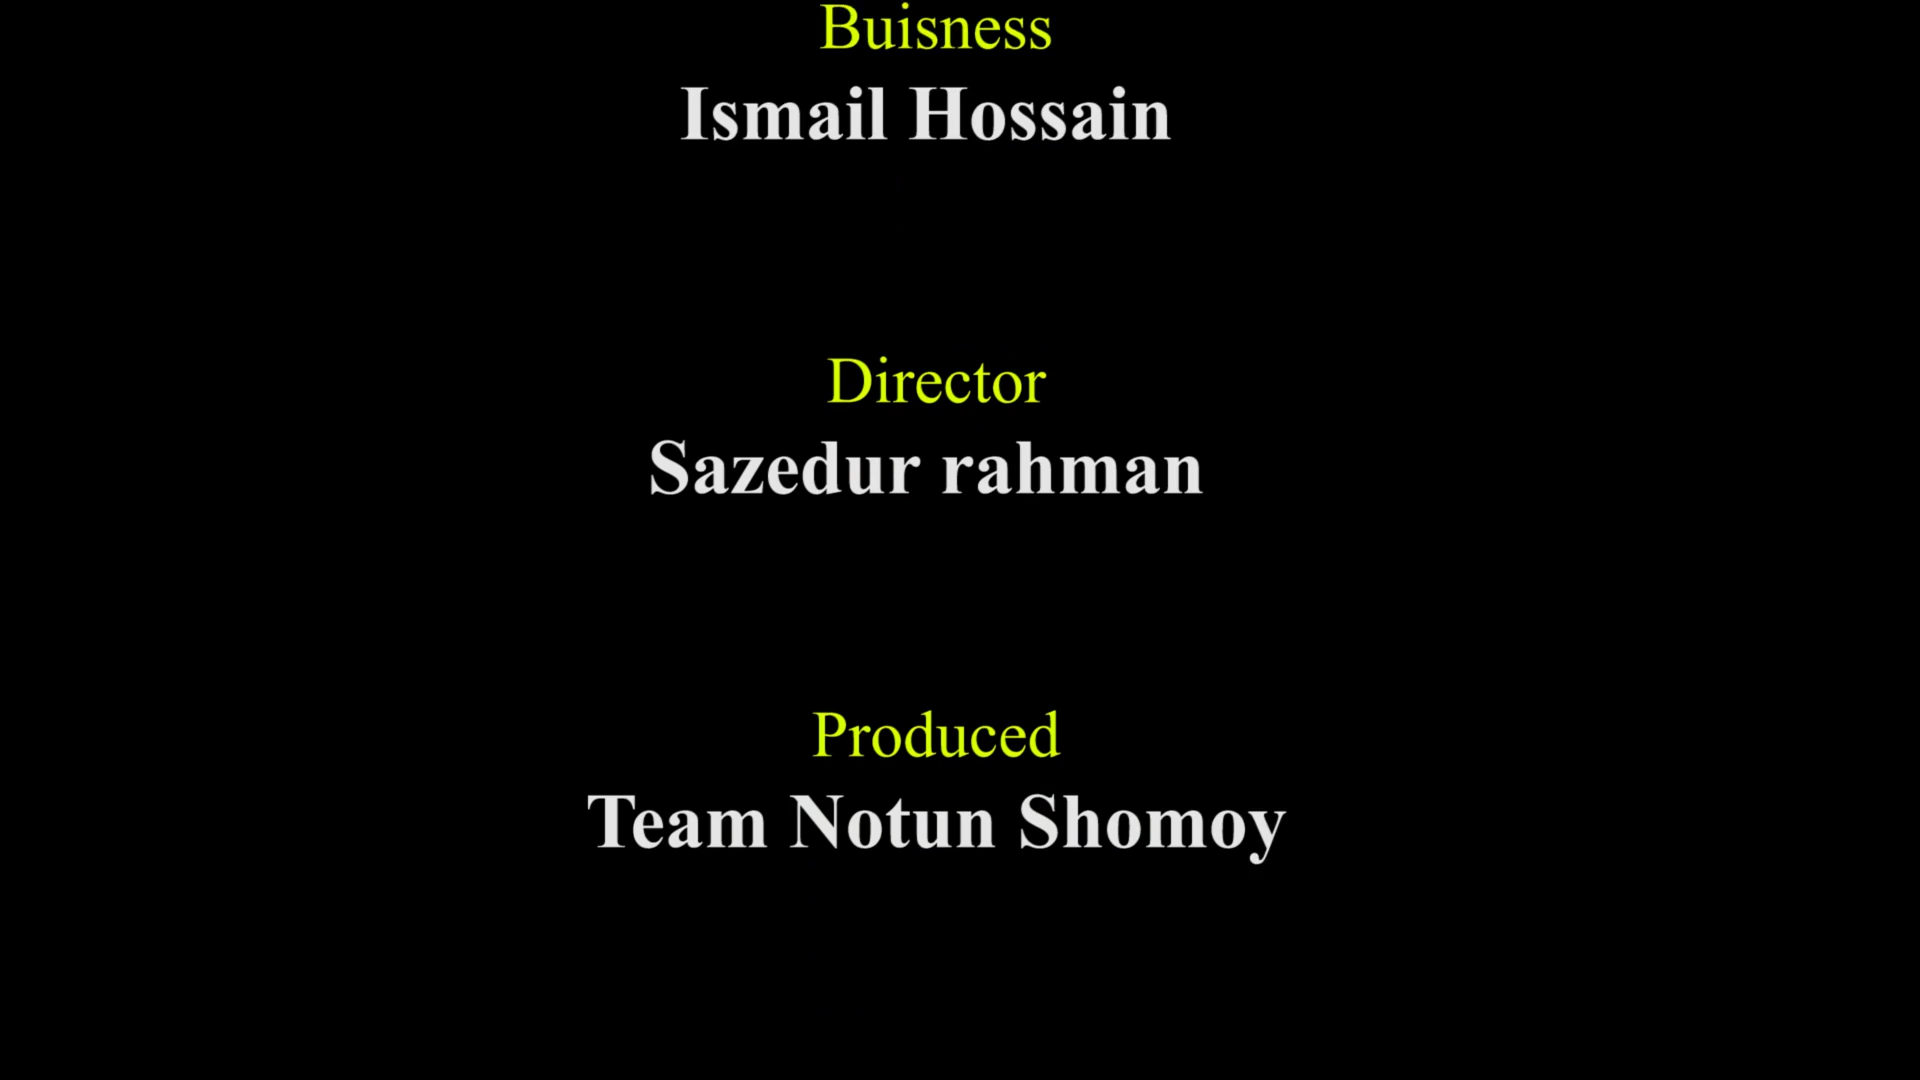 Buisness
Ismail Hossain
Director
Sazedur rahman
Produced
Team Notun Shomoy